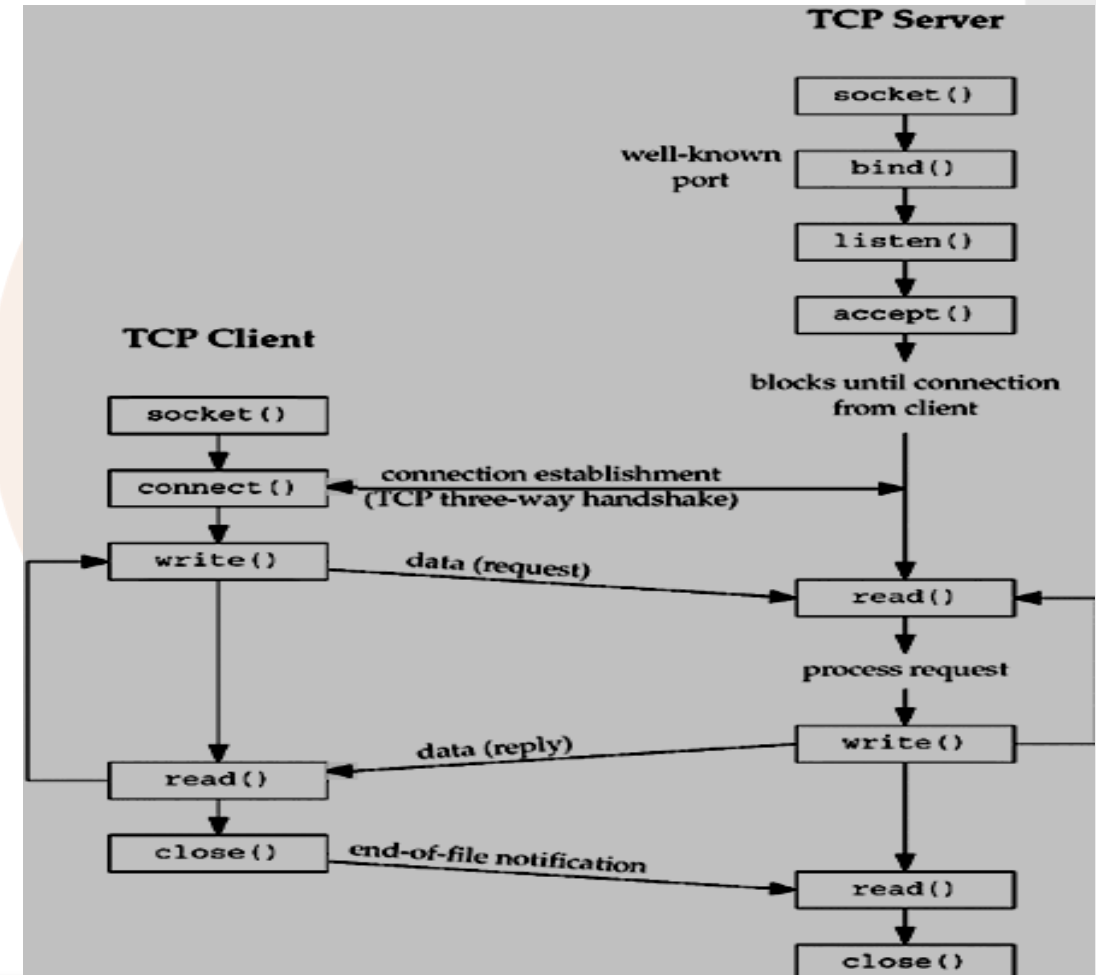 TCP Server
socket()
well-known
port
bind()
listen()
accept()
blocks until connection
from client
TCP Client
socket()
connect()
connection establishment
(TCP three-way handshake)
write()
data (request)
read()
process request
write()
data (reply)
read()
close()
end-of-file notification
read()
close()